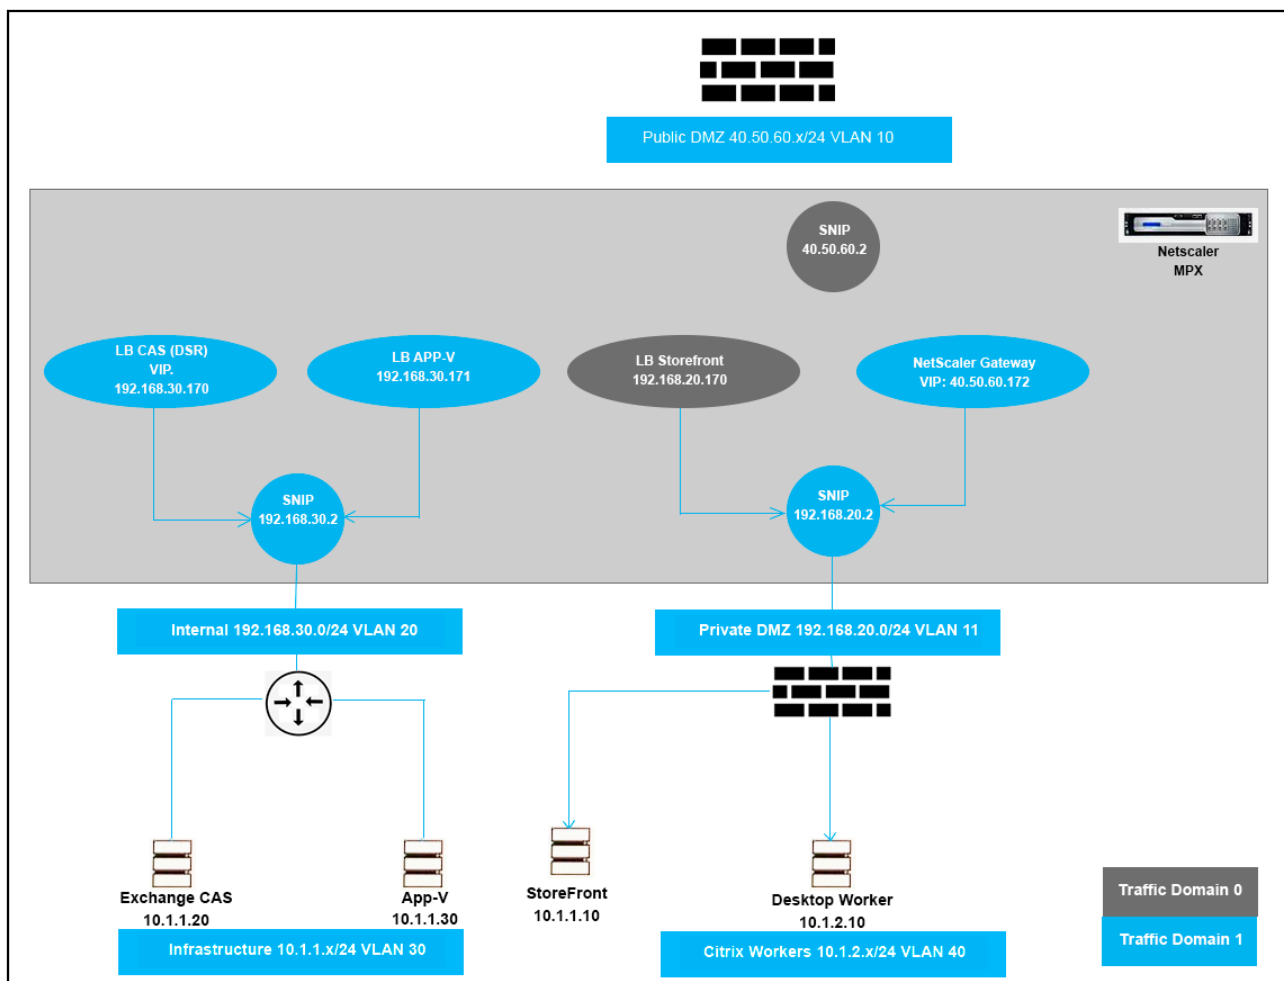 Public DMZ 40.50.60.x/24 VLAN 10
SNIP
40.50.60.2
Netscaler
MPX
LB CAS (DSR)
VIP.
192.168.30.170
LB APP-V
192.168.30.171
LB Storefront
192.168.20.170
NetScaler Gateway
VIP: 40.50.60.172
SNIP
192.168.30.2
SNIP
192.168.20.2
Internal 192.168.30.0/24 VLAN 20
Private DMZ 192.168.20.0/24 VLAN 11
Exchange CAS
10.1.1.20
App-V
10.1.1.30
StoreFront
10.1.1.10
Desktop Worker
10.1.2.10
Infrastructure 10.1.1.x/24 VLAN 30
Citrix Workers 10.1.2.x/24 VLAN 40
Traffic Domain 0
Traffic Domain 1